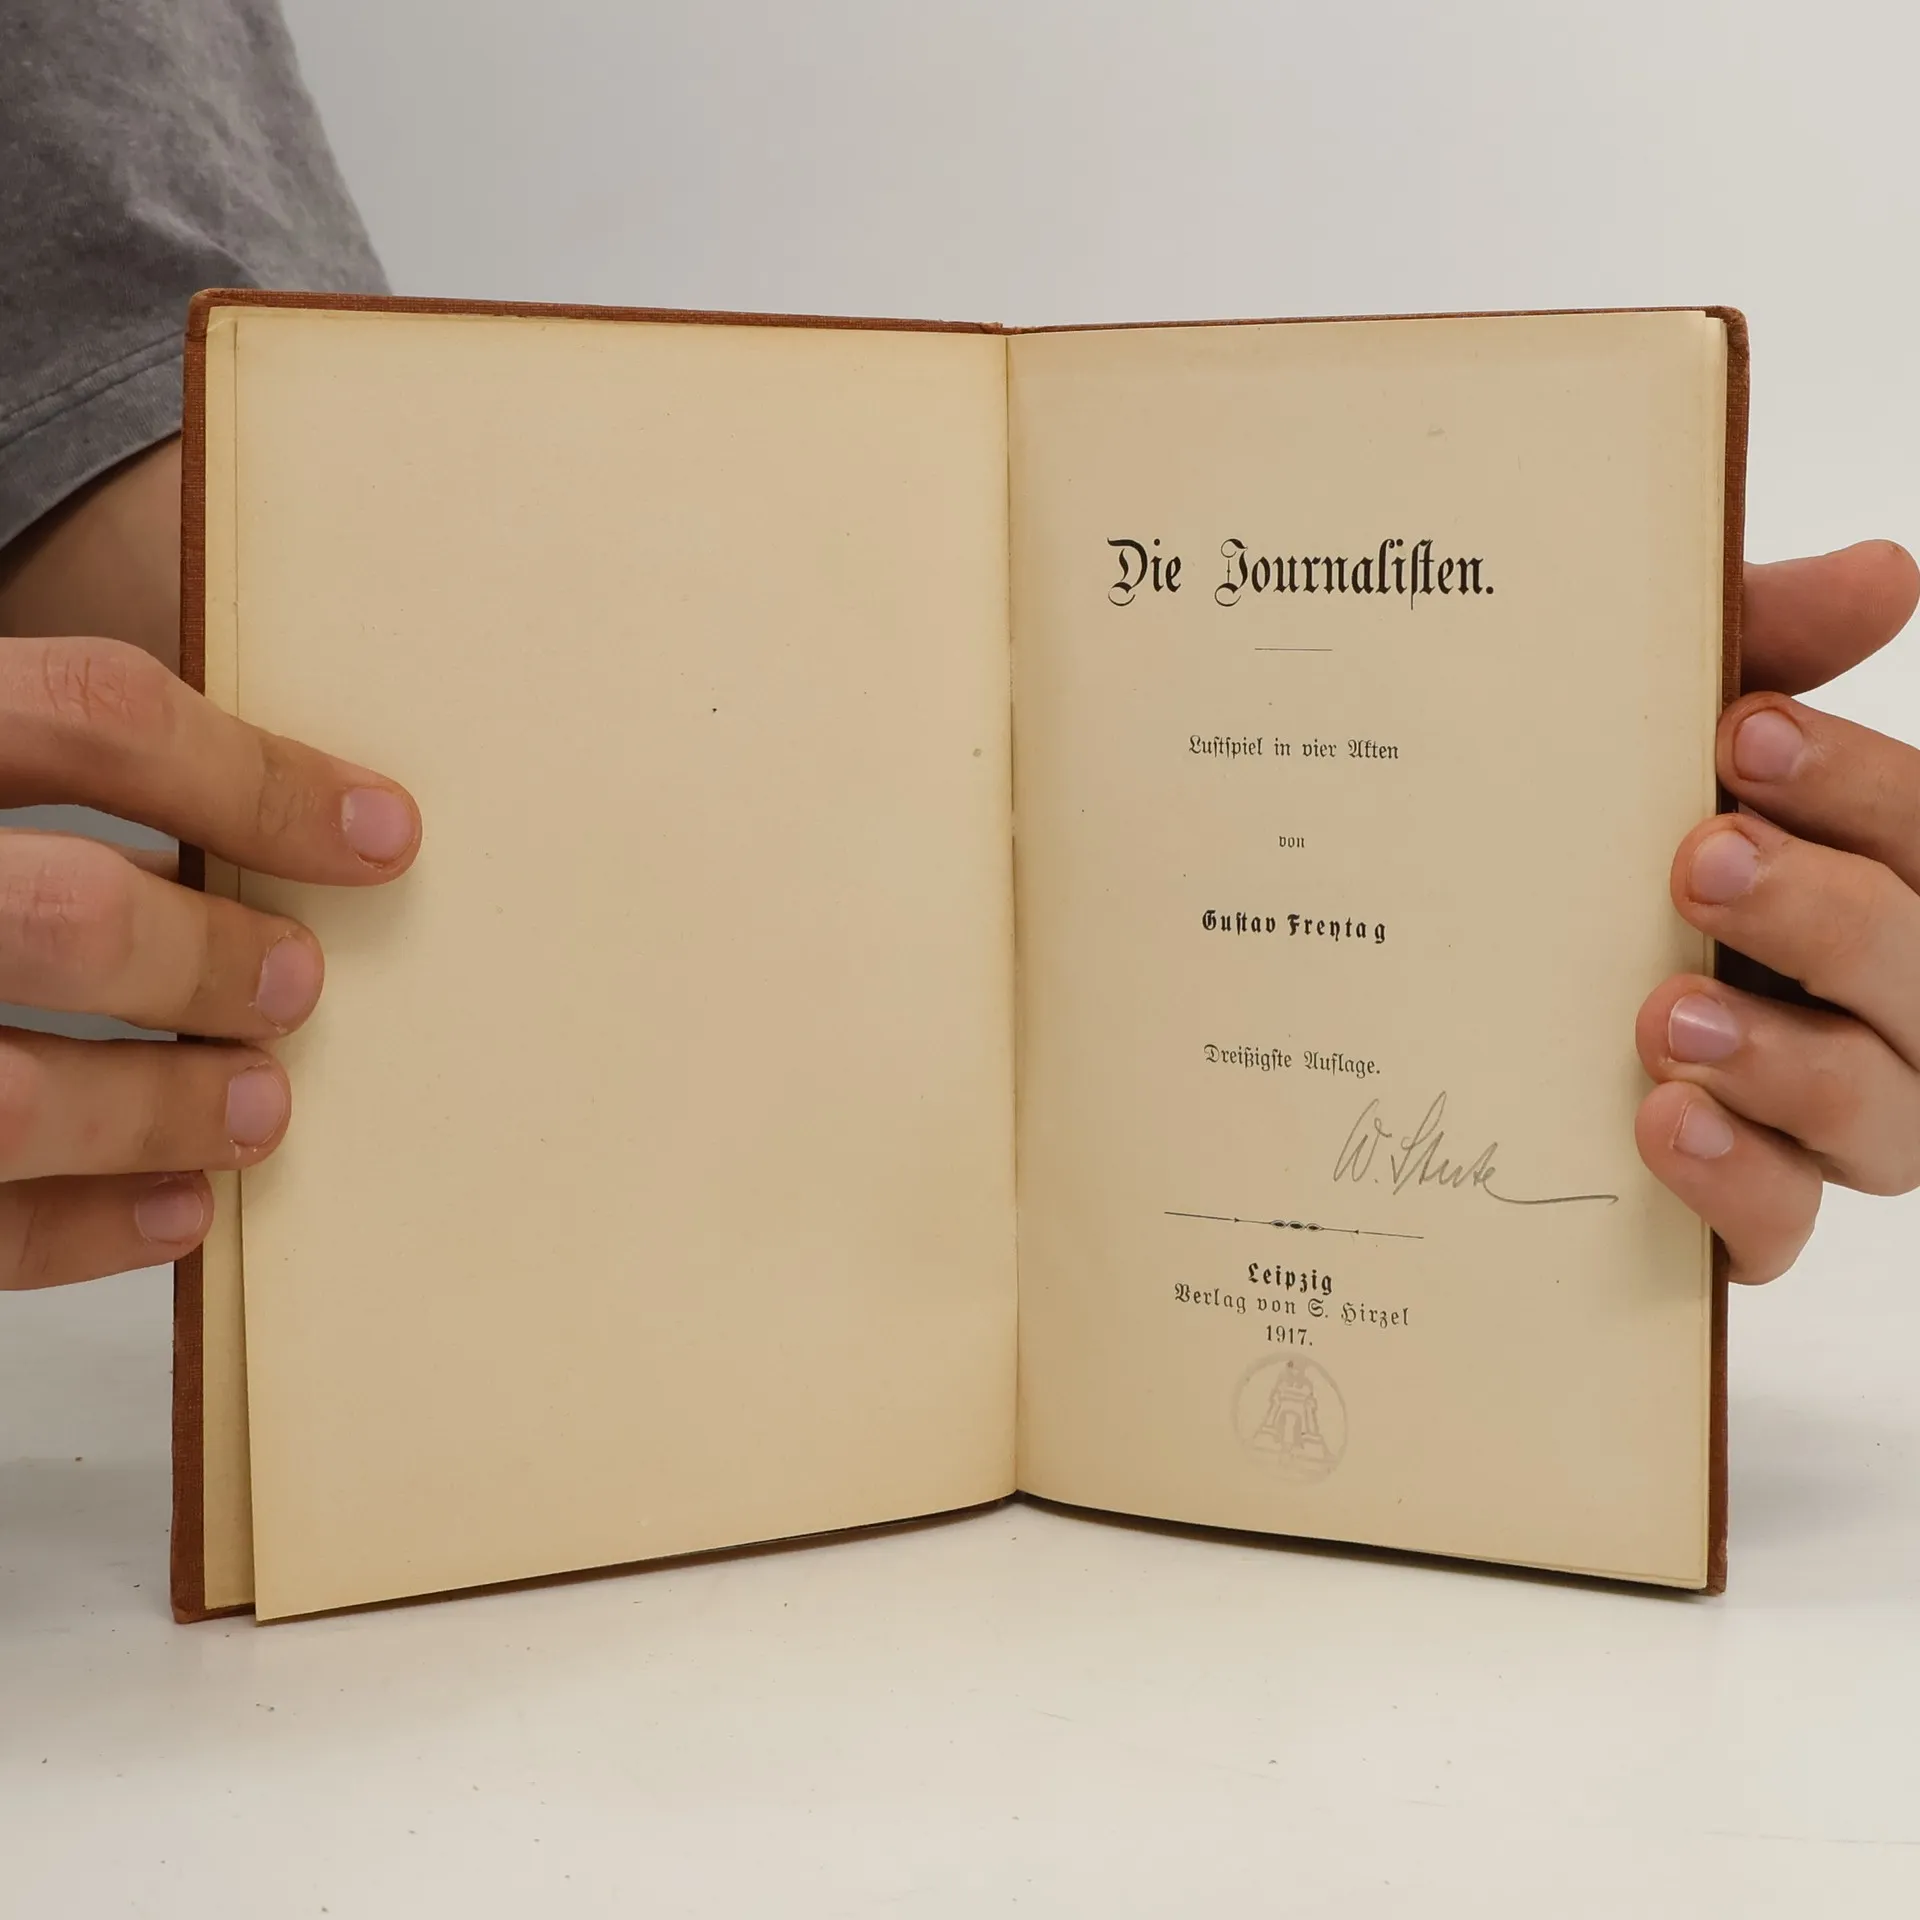 Die Journaliſten.
Luſtſpiel in vier Akten
von
Guſtav Freytag
Dreißigſte Auflage.
W.
Leipzig
Verlag von S. Hirzel
1917.